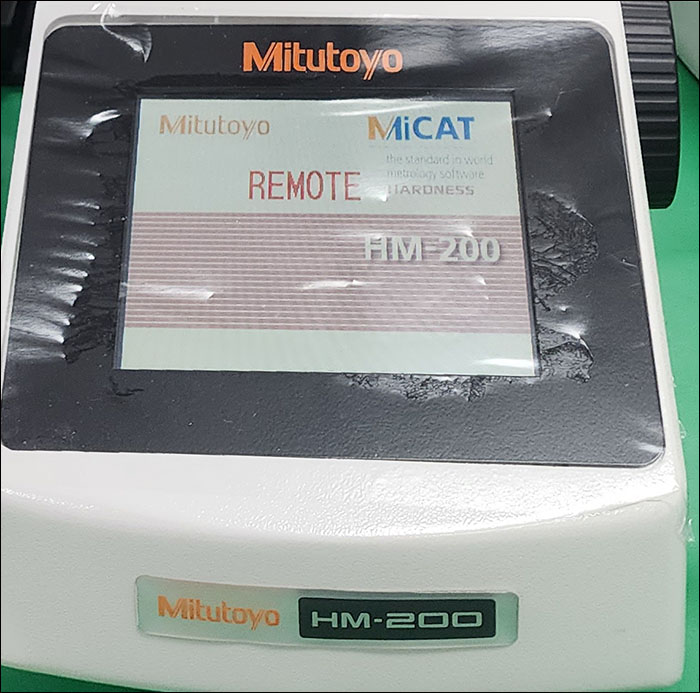 Mitutoyo
Mitutoyo MiCAT
the standard in world
metrology software
HARDNESS
REMOTE
HM-200
Mitutoyo HM-200